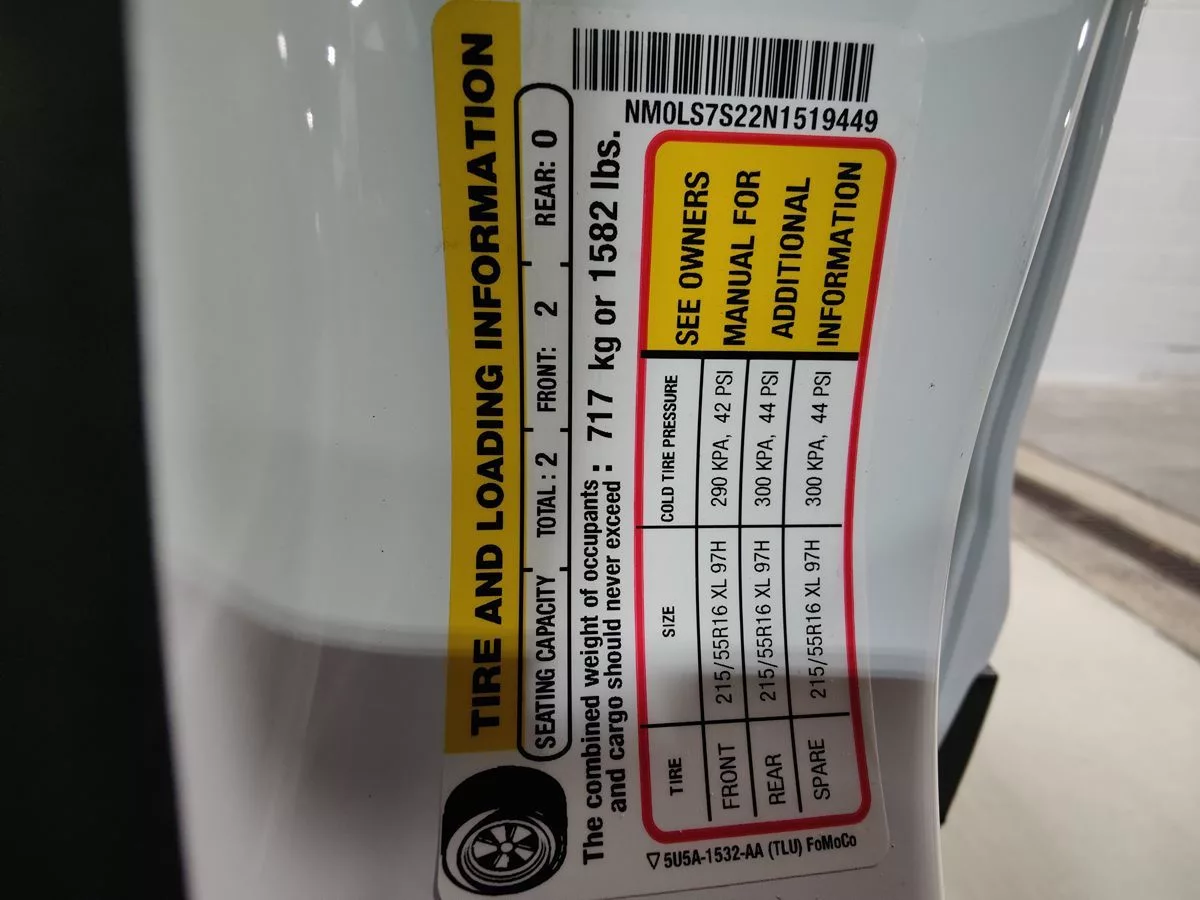 TIRE AND LOADING INFORMATION
SEATING CAPACITY TOTAL : 2 FRONT: 2 REAR: 0
The combined weight of occupants
and cargo should never exceed : 717 kg or 1582 lbs.
NM0LS7S22N1519449
TIRE SIZE COLD TIRE PRESSURE
FRONT 215/55R16 XL 97H 290 KPA, 42 PSI
REAR 215/55R16 XL 97H 300 KPA, 44 PSI
SPARE 215/55R16 XL 97H 300 KPA, 44 PSI
SEE OWNERS
MANUAL FOR
ADDITIONAL
INFORMATION
▽ 5U5A-1532-AA (TLU) FoMoCo